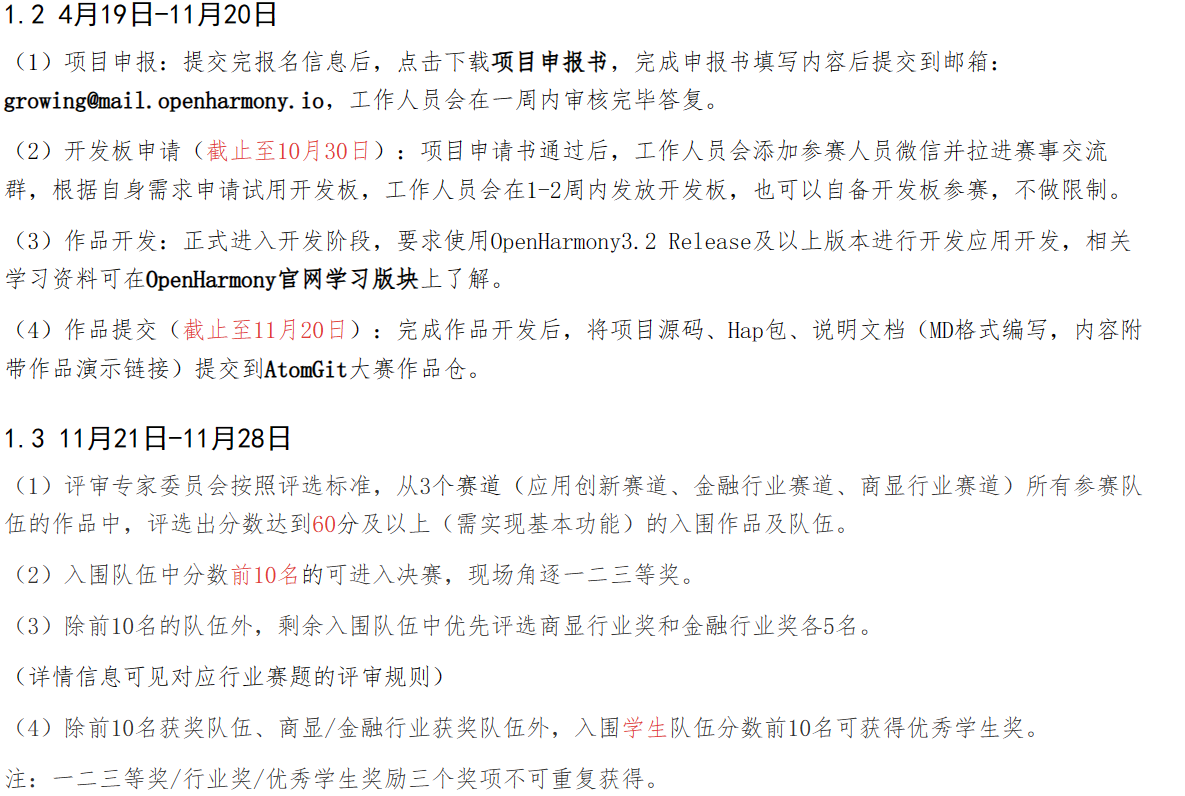 1.2 4月19日-11月20日
（1）项目申报：提交完报名信息后，点击下载项目申报书，完成申报书填写内容后提交到邮箱：
growing@mail.openharmony.io，工作人员会在一周内审核完毕答复。
（2）开发板申请（截止至10月30日）：项目申请书通过后，工作人员会添加参赛人员微信并拉进赛事交流
群，根据自身需求申请试用开发板，工作人员会在1-2周内发放开发板，也可以自备开发板参赛，不做限制。
（3）作品开发：正式进入开发阶段，要求使用OpenHarmony3.2 Release及以上版本进行开发应用开发，相关
学习资料可在OpenHarmony官网学习版块上了解。
（4）作品提交（截止至11月20日）：完成作品开发后，将项目源码、Hap包、说明文档（MD格式编写，内容附
带作品演示链接）提交到AtomGit大赛作品仓。
1.3 11月21日-11月28日
（1）评审专家委员会按照评选标准，从3个赛道（应用创新赛道、金融行业赛道、商显行业赛道）所有参赛队
伍的作品中，评选出分数达到60分及以上（需实现基本功能）的入围作品及队伍。
（2）入围队伍中分数前10名的可进入决赛，现场角逐一二三等奖。
（3）除前10名的队伍外，剩余入围队伍中优先评选商显行业奖和金融行业奖各5名。
（详情信息可见对应行业赛题的评审规则）
（4）除前10名获奖队伍、商显/金融行业获奖队伍外，入围学生队伍分数前10名可获得优秀学生奖。
注：一二三等奖/行业奖/优秀学生奖励三个奖项不可重复获得。